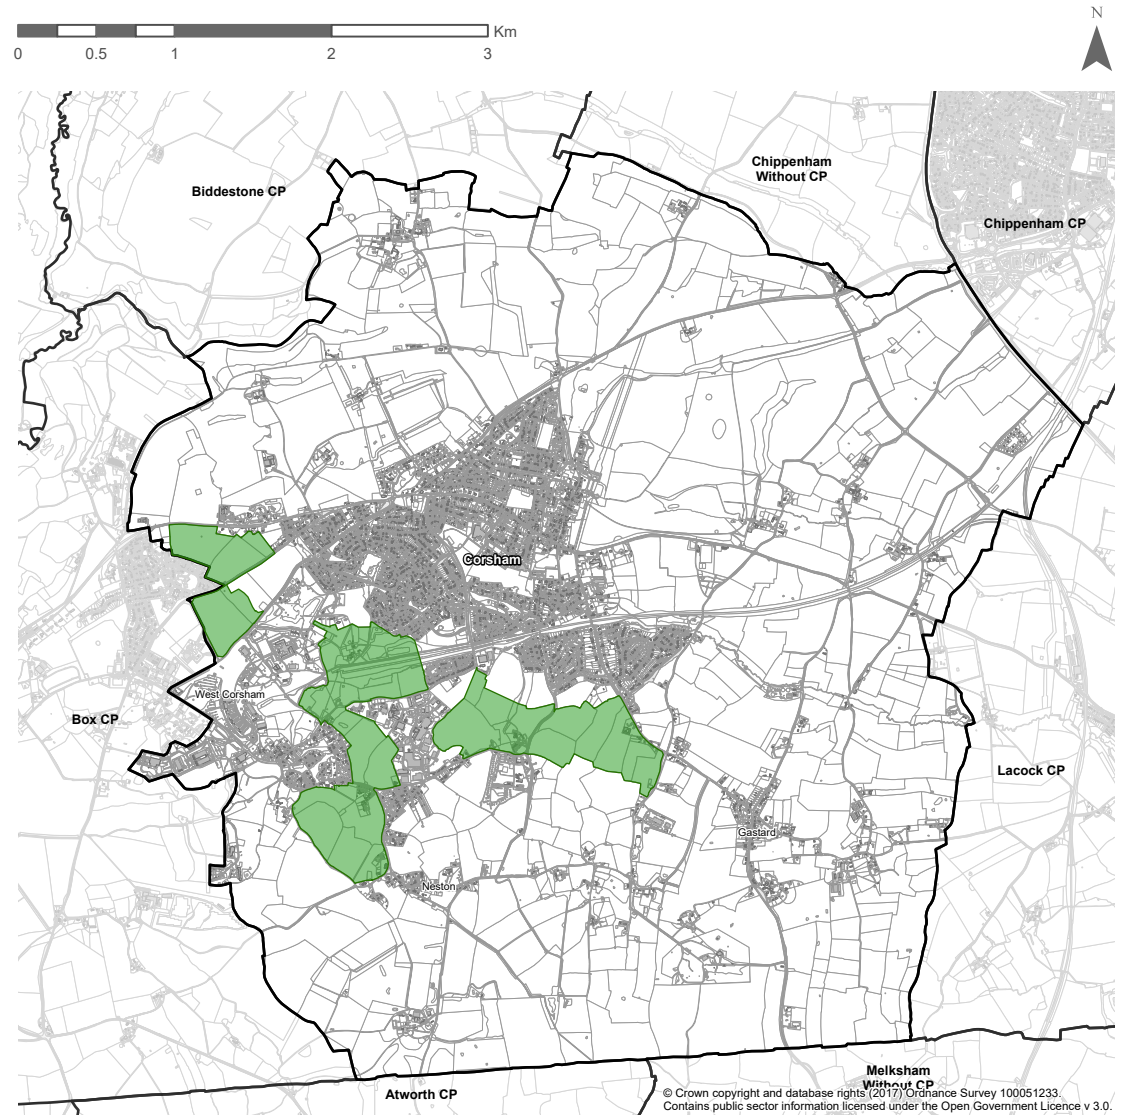 Km
0 0.5 1 2 3
N
Chippenham
Without CP
Biddestone CP
Chippenham CP
Corsham
West Corsham
Box CP
Lacock CP
Gastard
Neston
Melksham
Without CP
Atworth CP
© Crown copyright and database rights (2017) Ordnance Survey 100051233.
Contains public sector information licensed under the Open Government Licence v 3.0.